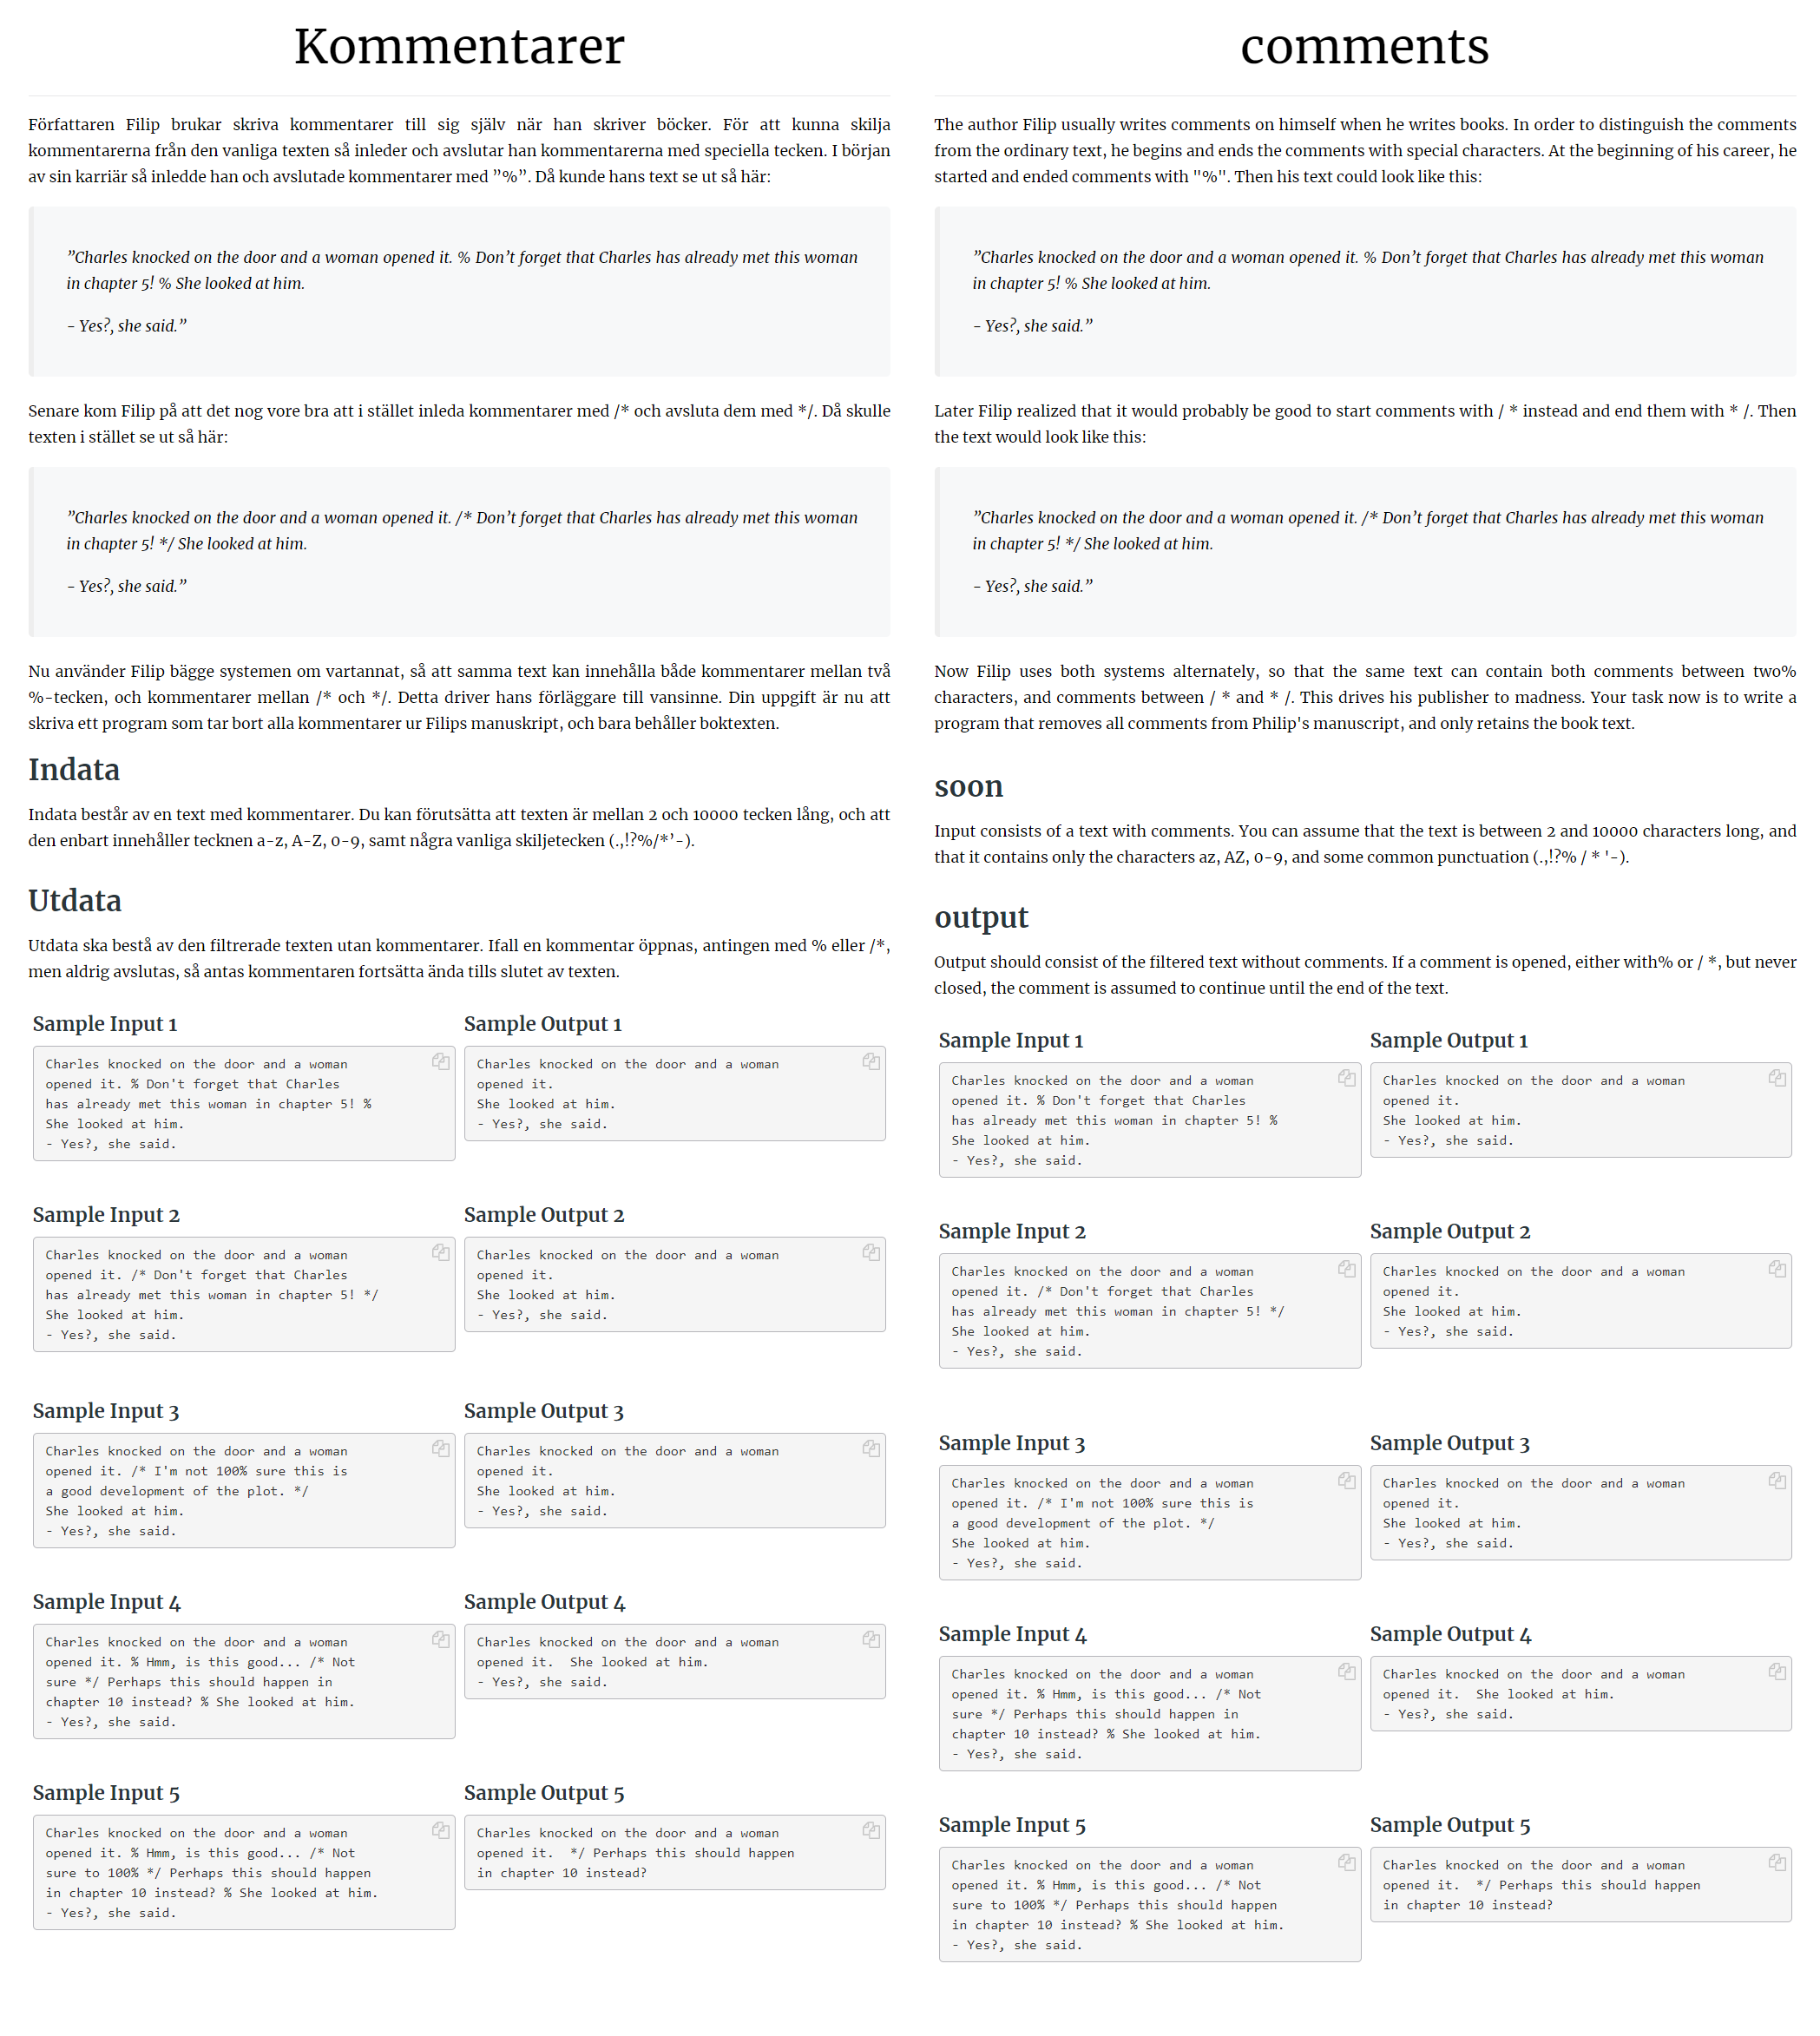 Kommentarer
Författaren Filip brukar skriva kommentarer till sig själv när han skriver böcker. För att kunna skilja
kommentarerna från den vanliga texten så inleder och avslutar han kommentarerna med speciella tecken. I början
av sin karriär så inledde han och avslutade kommentarer med ”%”. Då kunde hans text se ut så här:
”Charles knocked on the door and a woman opened it. % Don’t forget that Charles has already met this woman
in chapter 5! % She looked at him.
- Yes?, she said.”
Senare kom Filip på att det nog vore bra att i stället inleda kommentarer med /* och avsluta dem med */. Då skulle
texten i stället se ut så här:
”Charles knocked on the door and a woman opened it. /* Don’t forget that Charles has already met this woman
in chapter 5! */ She looked at him.
- Yes?, she said.”
Nu använder Filip bägge systemen om vartannat, så att samma text kan innehålla både kommentarer mellan två
%-tecken, och kommentarer mellan /* och */. Detta driver hans förläggare till vansinne. Din uppgift är nu att
skriva ett program som tar bort alla kommentarer ur Filips manuskript, och bara behåller boktexten.
Indata
Indata består av en text med kommentarer. Du kan förutsätta att texten är mellan 2 och 10000 tecken lång, och att
den enbart innehåller tecknen a-z, A-Z, 0-9, samt några vanliga skiljetecken (.,!?%/*’-).
Utdata
Utdata ska bestå av den filtrerade texten utan kommentarer. Ifall en kommentar öppnas, antingen med % eller /*,
men aldrig avslutas, så antas kommentaren fortsätta ända tills slutet av texten.
Sample Input 1
Charles knocked on the door and a woman
opened it. % Don't forget that Charles
has already met this woman in chapter 5! %
She looked at him.
- Yes?, she said.
Sample Output 1
Charles knocked on the door and a woman
opened it.
She looked at him.
- Yes?, she said.
Sample Input 2
Charles knocked on the door and a woman
opened it. /* Don't forget that Charles
has already met this woman in chapter 5! */
She looked at him.
- Yes?, she said.
Sample Output 2
Charles knocked on the door and a woman
opened it.
She looked at him.
- Yes?, she said.
Sample Input 3
Charles knocked on the door and a woman
opened it. /* I'm not 100% sure this is
a good development of the plot. */
She looked at him.
- Yes?, she said.
Sample Output 3
Charles knocked on the door and a woman
opened it.
She looked at him.
- Yes?, she said.
Sample Input 4
Charles knocked on the door and a woman
opened it. % Hmm, is this good... /* Not
sure */ Perhaps this should happen in
chapter 10 instead? % She looked at him.
- Yes?, she said.
Sample Output 4
Charles knocked on the door and a woman
opened it.  She looked at him.
- Yes?, she said.
Sample Input 5
Charles knocked on the door and a woman
opened it. % Hmm, is this good... /* Not
sure to 100% */ Perhaps this should happen
in chapter 10 instead? % She looked at him.
- Yes?, she said.
Sample Output 5
Charles knocked on the door and a woman
opened it.  */ Perhaps this should happen
in chapter 10 instead?
comments
The author Filip usually writes comments on himself when he writes books. In order to distinguish the comments
from the ordinary text, he begins and ends the comments with special characters. At the beginning of his career, he
started and ended comments with "%". Then his text could look like this:
”Charles knocked on the door and a woman opened it. % Don’t forget that Charles has already met this woman
in chapter 5! % She looked at him.
- Yes?, she said.”
Later Filip realized that it would probably be good to start comments with / * instead and end them with * /. Then
the text would look like this:
”Charles knocked on the door and a woman opened it. /* Don’t forget that Charles has already met this woman
in chapter 5! */ She looked at him.
- Yes?, she said.”
Now Filip uses both systems alternately, so that the same text can contain both comments between two%
characters, and comments between / * and * /. This drives his publisher to madness. Your task now is to write a
program that removes all comments from Philip's manuscript, and only retains the book text.
soon
Input consists of a text with comments. You can assume that the text is between 2 and 10000 characters long, and
that it contains only the characters az, AZ, 0-9, and some common punctuation (.,!?% / * '-).
output
Output should consist of the filtered text without comments. If a comment is opened, either with% or / *, but never
closed, the comment is assumed to continue until the end of the text.
Sample Input 1
Charles knocked on the door and a woman
opened it. % Don't forget that Charles
has already met this woman in chapter 5! %
She looked at him.
- Yes?, she said.
Sample Output 1
Charles knocked on the door and a woman
opened it.
She looked at him.
- Yes?, she said.
Sample Input 2
Charles knocked on the door and a woman
opened it. /* Don't forget that Charles
has already met this woman in chapter 5! */
She looked at him.
- Yes?, she said.
Sample Output 2
Charles knocked on the door and a woman
opened it.
She looked at him.
- Yes?, she said.
Sample Input 3
Charles knocked on the door and a woman
opened it. /* I'm not 100% sure this is
a good development of the plot. */
She looked at him.
- Yes?, she said.
Sample Output 3
Charles knocked on the door and a woman
opened it.
She looked at him.
- Yes?, she said.
Sample Input 4
Charles knocked on the door and a woman
opened it. % Hmm, is this good... /* Not
sure */ Perhaps this should happen in
chapter 10 instead? % She looked at him.
- Yes?, she said.
Sample Output 4
Charles knocked on the door and a woman
opened it.  She looked at him.
- Yes?, she said.
Sample Input 5
Charles knocked on the door and a woman
opened it. % Hmm, is this good... /* Not
sure to 100% */ Perhaps this should happen
in chapter 10 instead? % She looked at him.
- Yes?, she said.
Sample Output 5
Charles knocked on the door and a woman
opened it.  */ Perhaps this should happen
in chapter 10 instead?